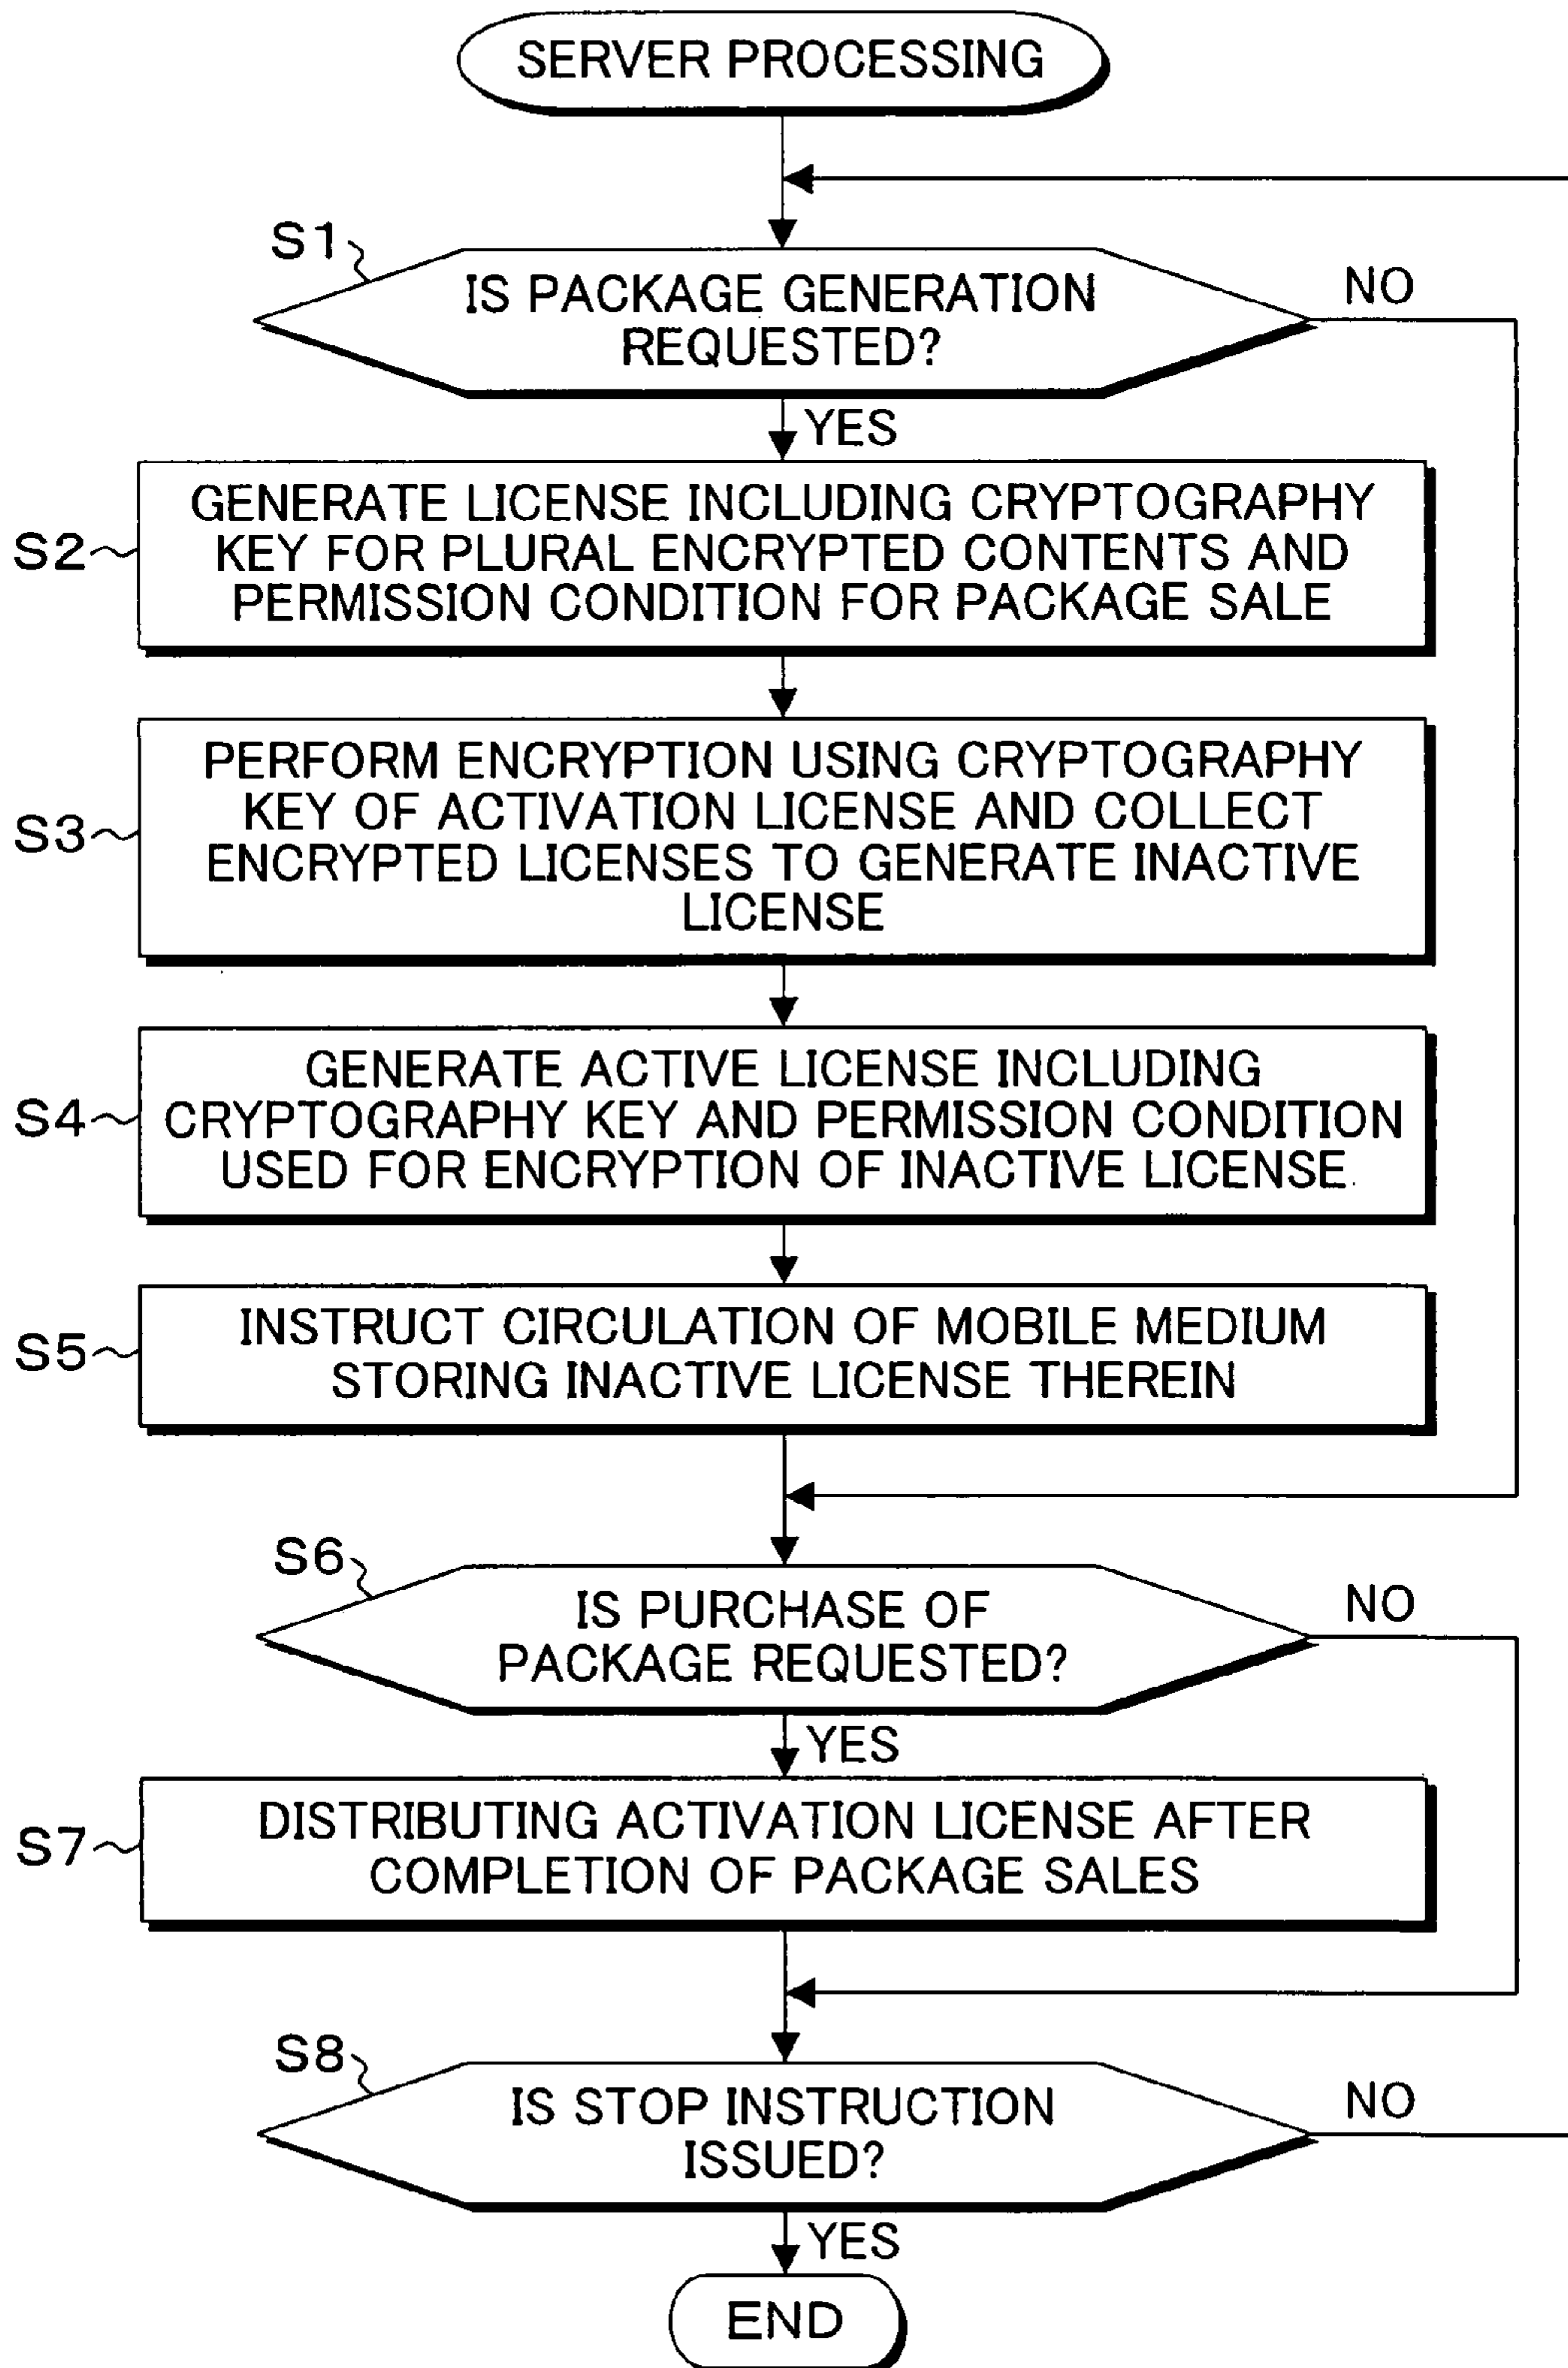 SERVER PROCESSING
S1
IS PACKAGE GENERATION
REQUESTED?
NO
YES
S2
GENERATE LICENSE INCLUDING CRYPTOGRAPHY
KEY FOR PLURAL ENCRYPTED CONTENTS AND
PERMISSION CONDITION FOR PACKAGE SALE
S3
PERFORM ENCRYPTION USING CRYPTOGRAPHY
KEY OF ACTIVATION LICENSE AND COLLECT
ENCRYPTED LICENSES TO GENERATE INACTIVE
LICENSE
S4
GENERATE ACTIVE LICENSE INCLUDING
CRYPTOGRAPHY KEY AND PERMISSION CONDITION
USED FOR ENCRYPTION OF INACTIVE LICENSE
S5
INSTRUCT CIRCULATION OF MOBILE MEDIUM
STORING INACTIVE LICENSE THEREIN
S6
IS PURCHASE OF
PACKAGE REQUESTED?
NO
YES
S7
DISTRIBUTING ACTIVATION LICENSE AFTER
COMPLETION OF PACKAGE SALES
S8
IS STOP INSTRUCTION
ISSUED?
NO
YES
END